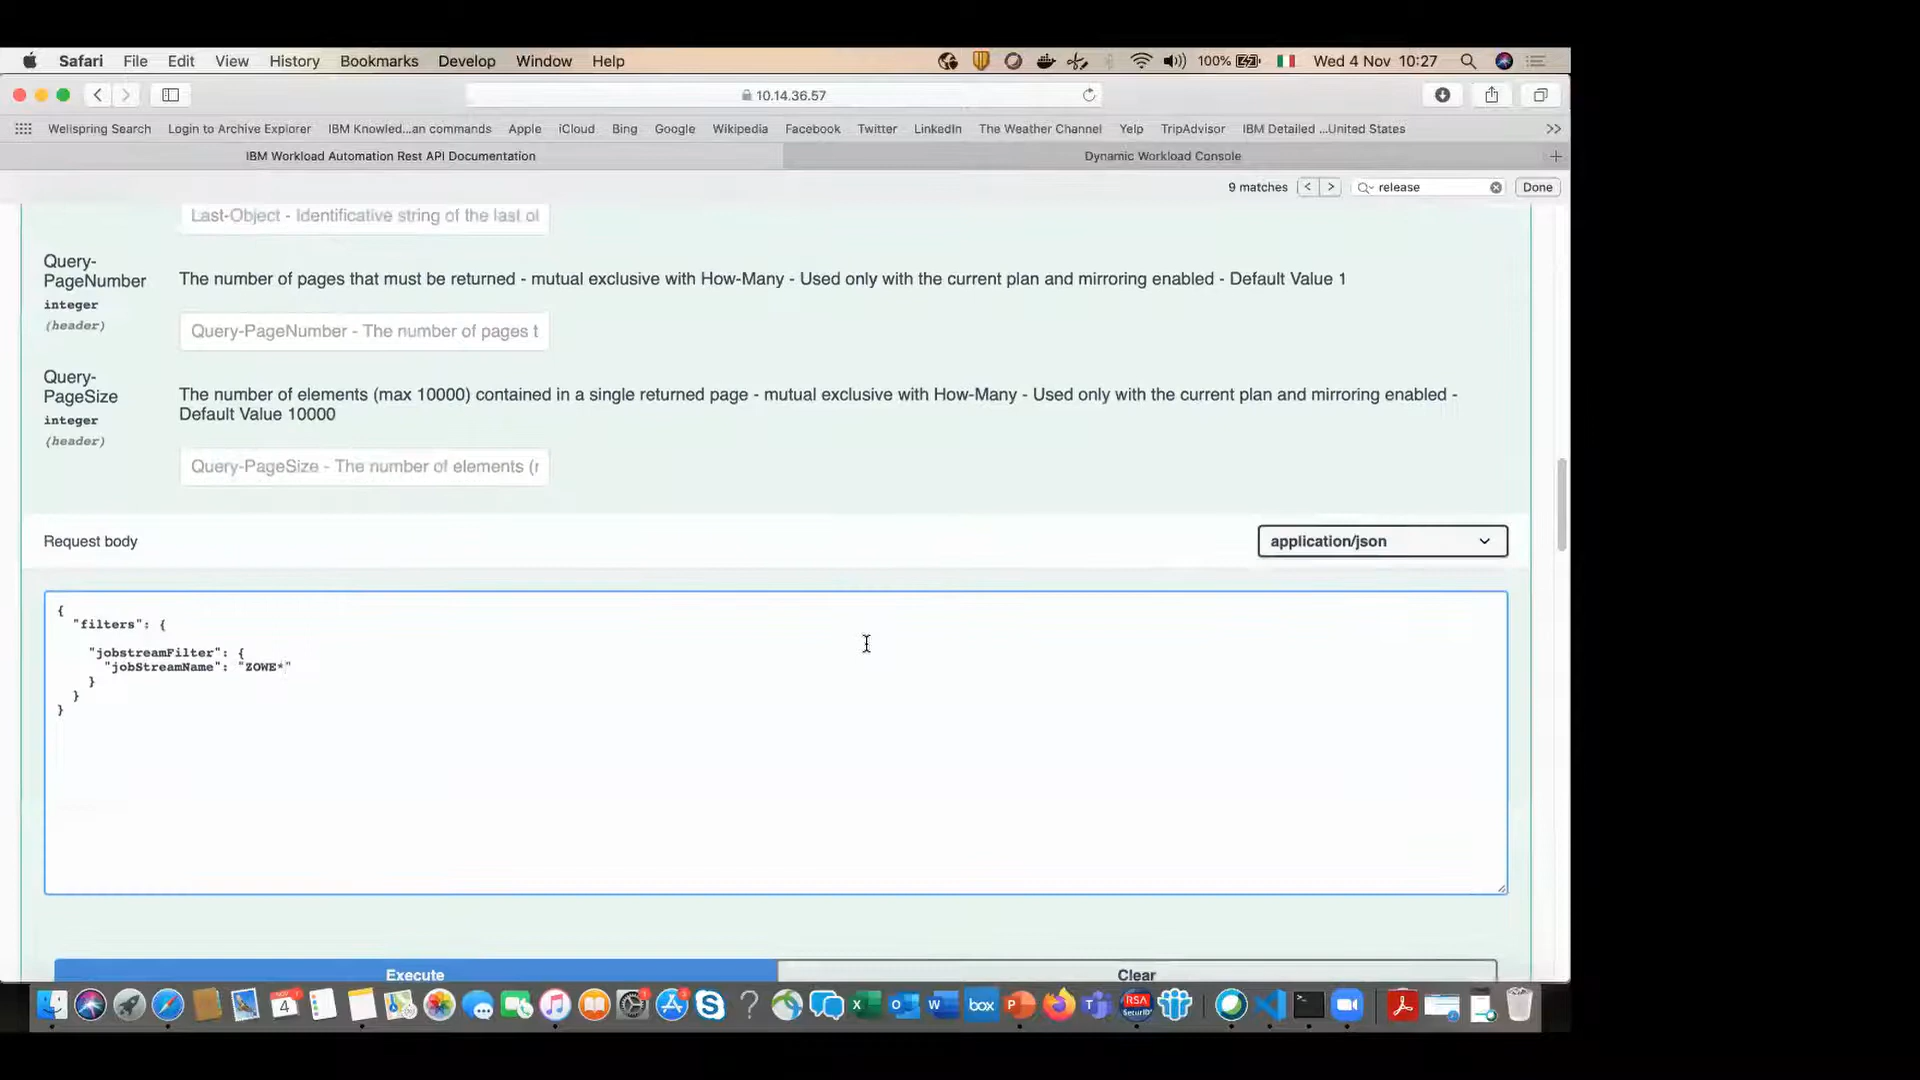 Safari File Edit View History Bookmarks Develop Window Help 100% Wed 4 Nov 10:27
10.14.36.57
Wellspring Search Login to Archive Explorer IBM Knowled...an commands Apple iCloud Bing Google Wikipedia Facebook Twitter LinkedIn The Weather Channel Yelp TripAdvisor IBM Detailed ...United States >>
IBM Workload Automation Rest API Documentation Dynamic Workload Console +
9 matches < > release Done
Last-Object - Identificative string of the last ol
Query-
PageNumber
integer
(header)
The number of pages that must be returned - mutual exclusive with How-Many - Used only with the current plan and mirroring enabled - Default Value 1
Query-PageNumber - The number of pages t
Query-
PageSize
integer
(header)
The number of elements (max 10000) contained in a single returned page - mutual exclusive with How-Many - Used only with the current plan and mirroring enabled -
Default Value 10000
Query-PageSize - The number of elements (r
Request body
application/json
{
"filters": {
"jobstreamFilter": {
"jobStreamName": "ZOWE*"
}
}
}
Execute Clear
NOV 4 box RSA SecurID